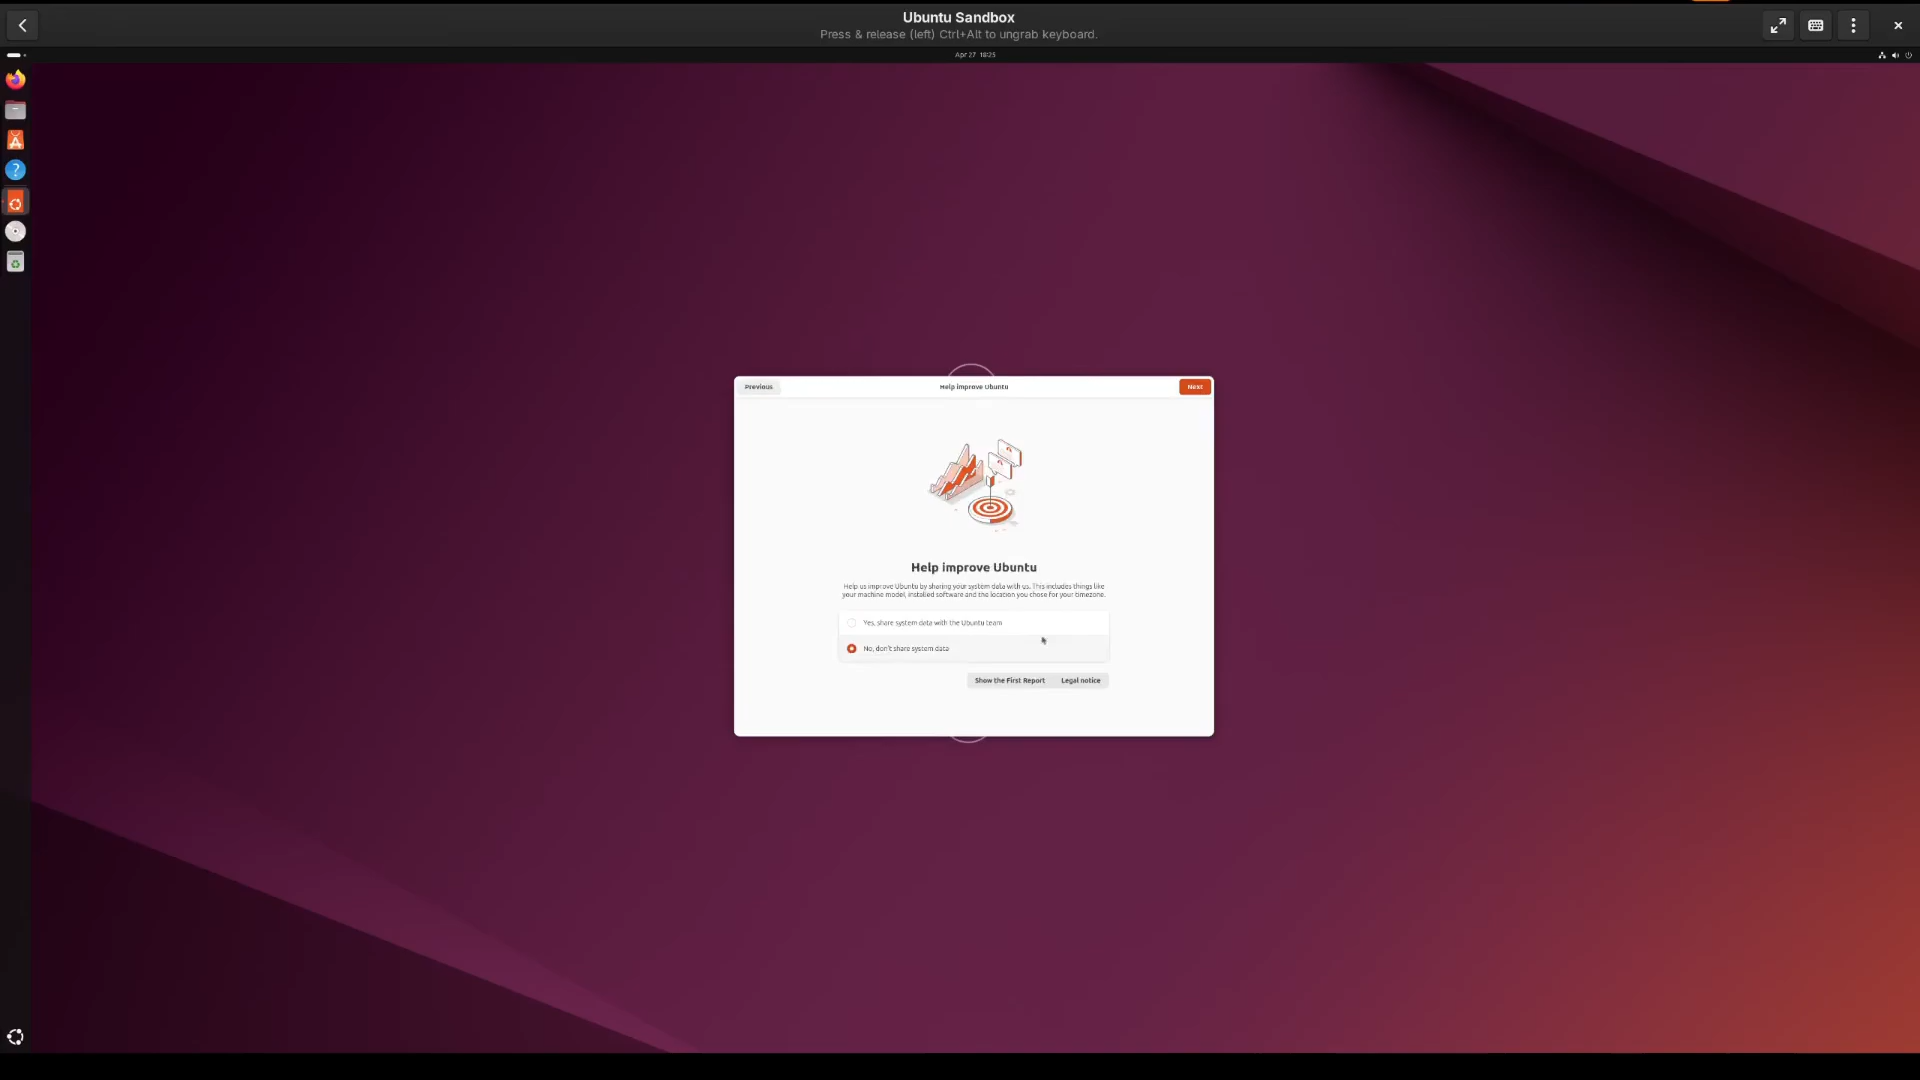 Ubuntu Sandbox
Press & release (left) Ctrl+Alt to ungrab keyboard.
Apr 27 18:25
Previous
Help improve Ubuntu
Next
Help improve Ubuntu
Help us improve Ubuntu by sharing your system data with us. This includes things like
your machine model, installed software and the location you chose for your timezone.
Yes, share system data with the Ubuntu team
No, don't share system data
Show the First Report
Legal notice